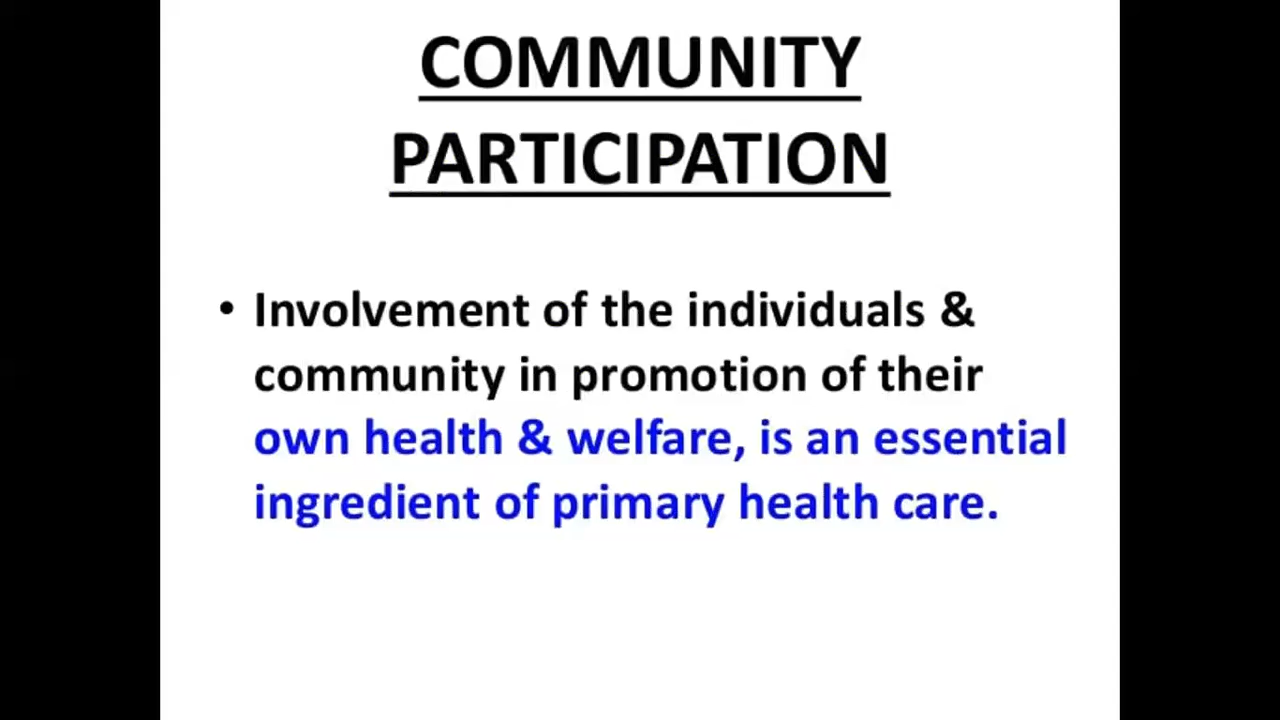 COMMUNITY
PARTICIPATION
• Involvement of the individuals &
community in promotion of their
own health & welfare, is an essential
ingredient of primary health care.